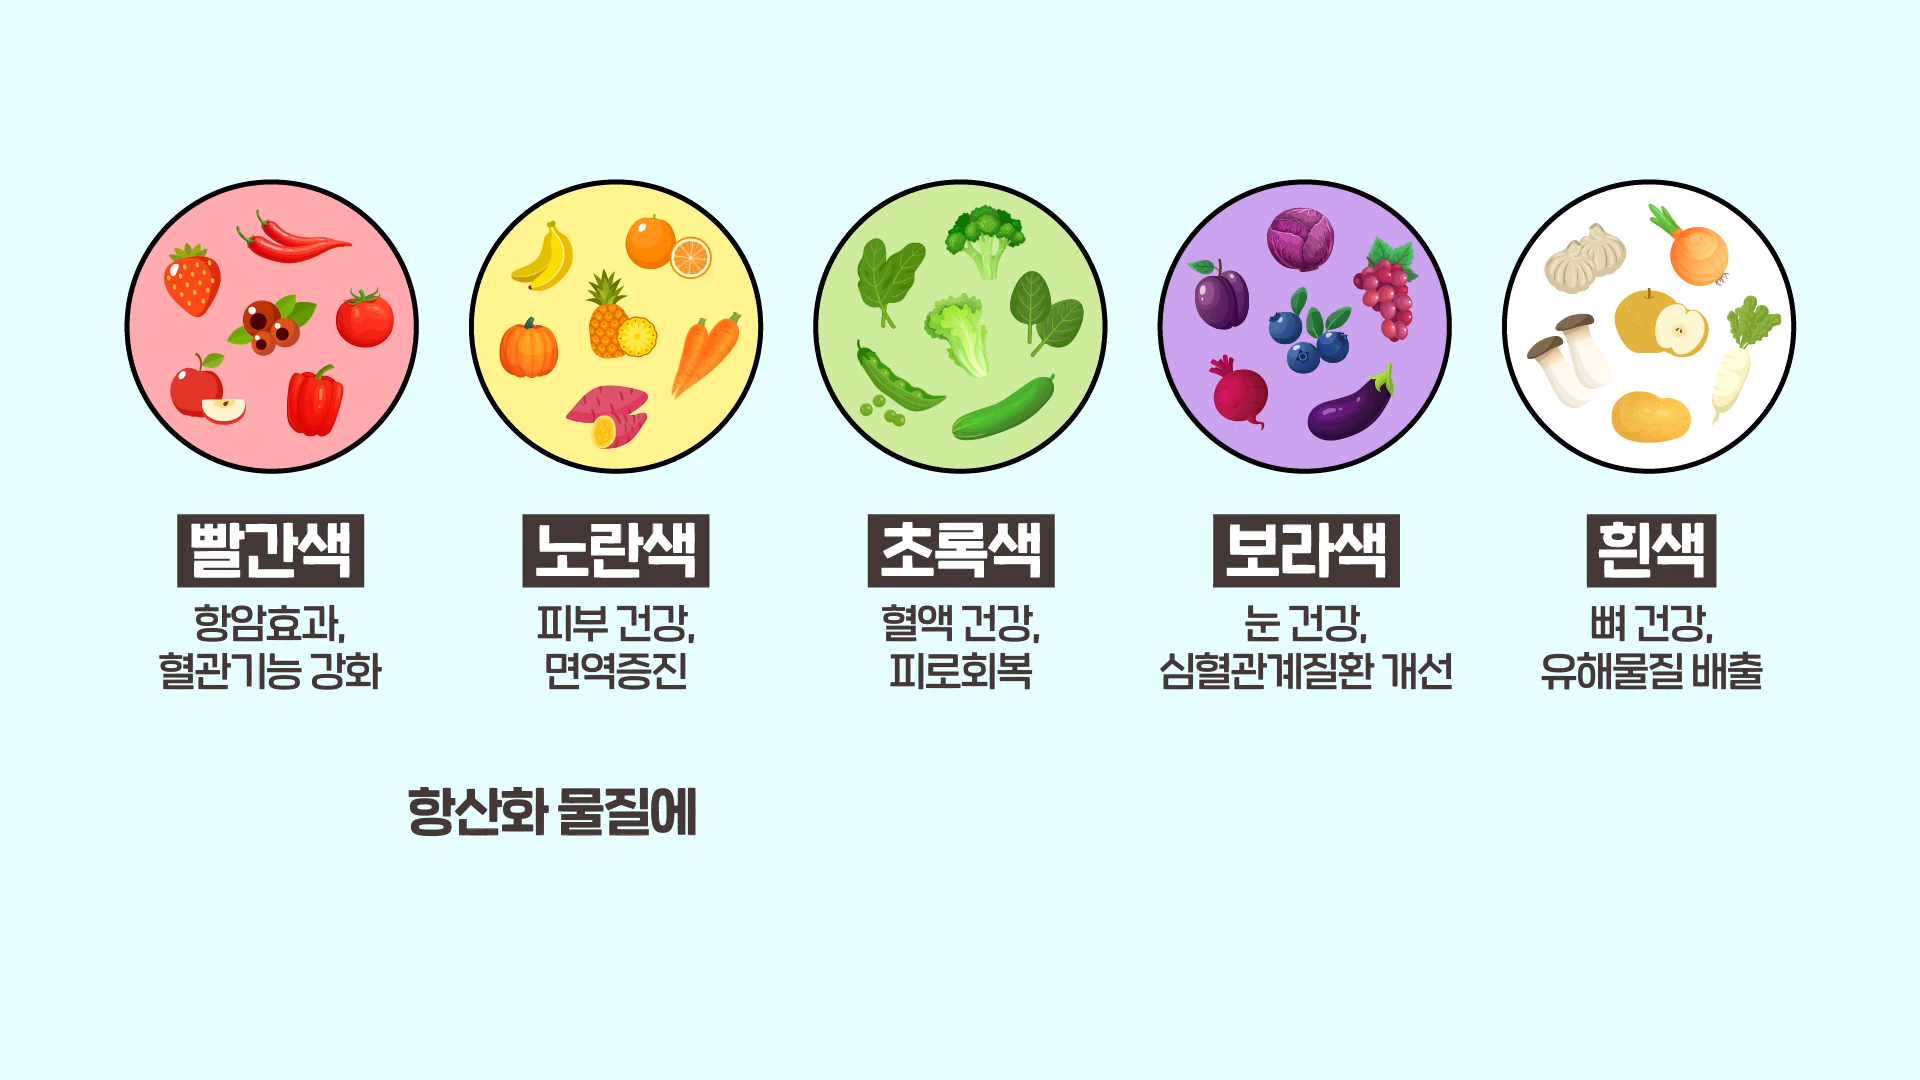 빨간색
항암효과,
혈관기능 강화
노란색
피부 건강,
면역증진
초록색
혈액 건강,
피로회복
보라색
눈 건강,
심혈관계질환 개선
흰색
뼈 건강,
유해물질 배출
항산화 물질에